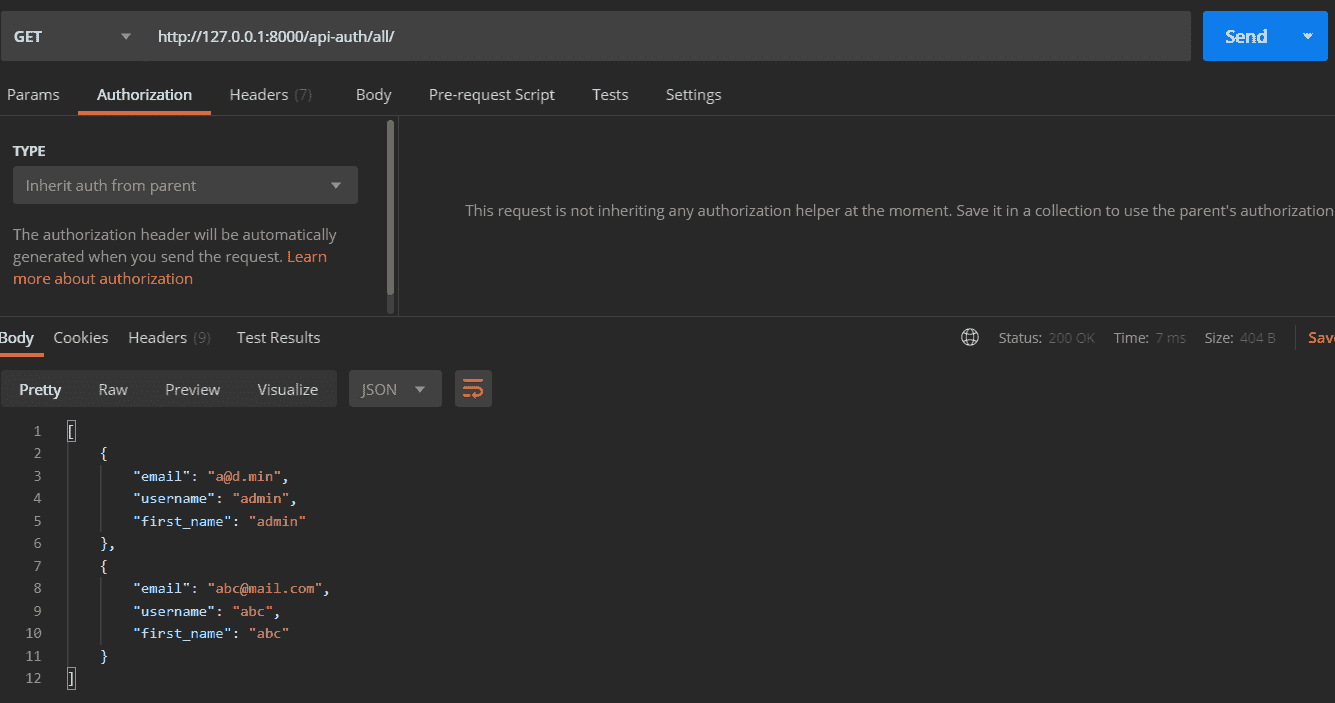 GET http://127.0.0.1:8000/api-auth/all/ Send
Params Authorization Headers (7) Body Pre-request Script Tests Settings
TYPE
Inherit auth from parent
The authorization header will be automatically
generated when you send the request. Learn
more about authorization
This request is not inheriting any authorization helper at the moment. Save it in a collection to use the parent's authorization
Body Cookies Headers (9) Test Results Status: 200 OK Time: 7 ms Size: 404 B Save
Pretty Raw Preview Visualize JSON
1 [
2 {
3 "email": "a@d.min",
4 "username": "admin",
5 "first_name": "admin"
6 },
7 {
8 "email": "abc@mail.com",
9 "username": "abc",
10 "first_name": "abc"
11 }
12 ]